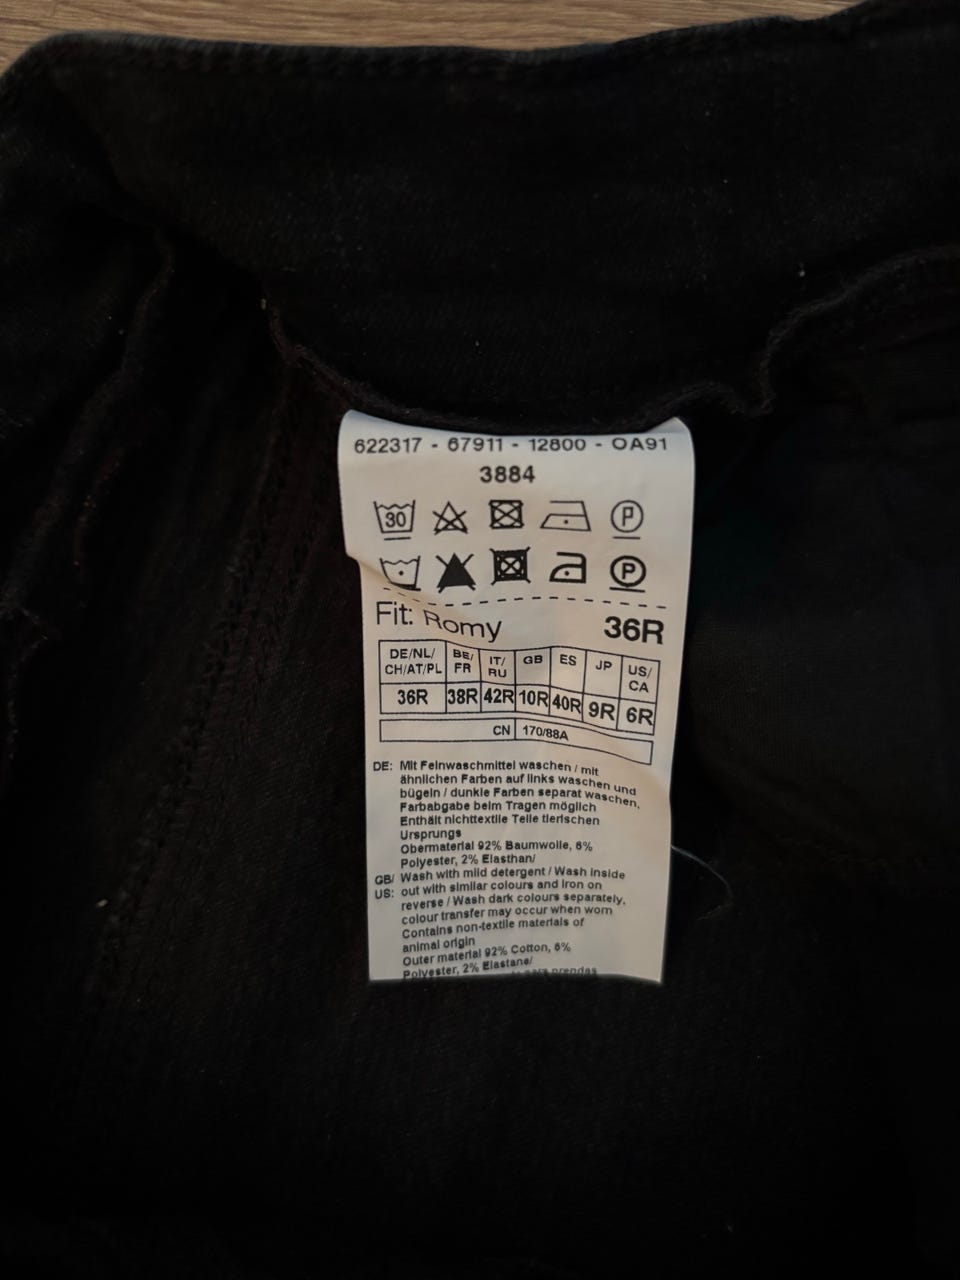 622317 - 67911 - 12800 - OA91
3884
30 P
P
Fit: Romy 36R
DE/NL/ CH/AT/PL BE/ FR IT/ RU GB ES JP US/ CA
36R 38R 42R 10R 40R 9R 6R
CN 170/88A
DE: Mit Feinwaschmittel waschen / mit
ähnlichen Farben auf links waschen und
bügeln / dunkle Farben separat waschen,
Farbabgabe beim Tragen möglich
Enthält nichttextile Teile tierischen
Ursprungs
Obermaterial 92% Baumwolle, 6%
Polyester, 2% Elasthan/
GB/ US: Wash with mild detergent / Wash inside
out with similar colours and iron on
reverse / Wash dark colours separately,
colour transfer may occur when worn
Contains non-textile materials of
animal origin
Outer material 92% Cotton, 6%
Polyester, 2% Elastane/
para prendas